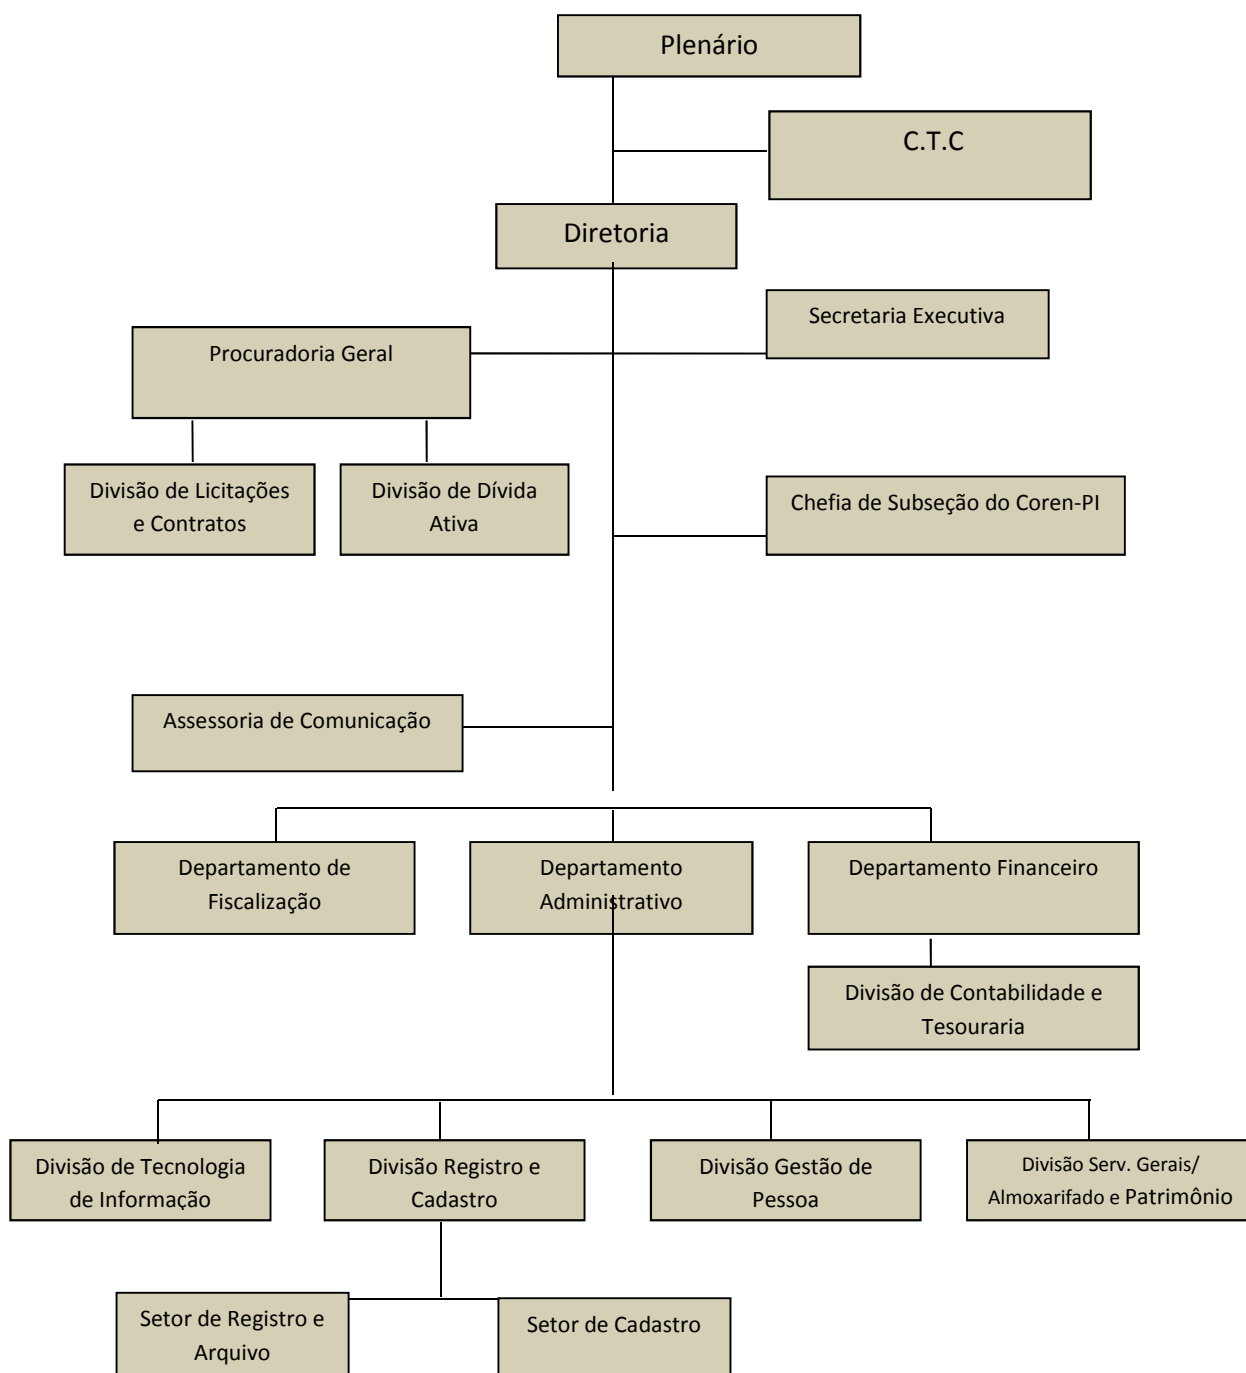 Plenário
C.T.C
Diretoria
Secretaria Executiva
Procuradoria Geral
Divisão de Licitações
e Contratos
Divisão de Dívida
Ativa
Chefia de Subseção do Coren-PI
Assessoria de Comunicação
Departamento de
Fiscalização
Departamento
Administrativo
Departamento Financeiro
Divisão de Contabilidade e
Tesouraria
Divisão de Tecnologia
de Informação
Divisão Registro e
Cadastro
Divisão Gestão de
Pessoa
Divisão Serv. Gerais/
Almoxarifado e Patrimônio
Setor de Registro e
Arquivo
Setor de Cadastro